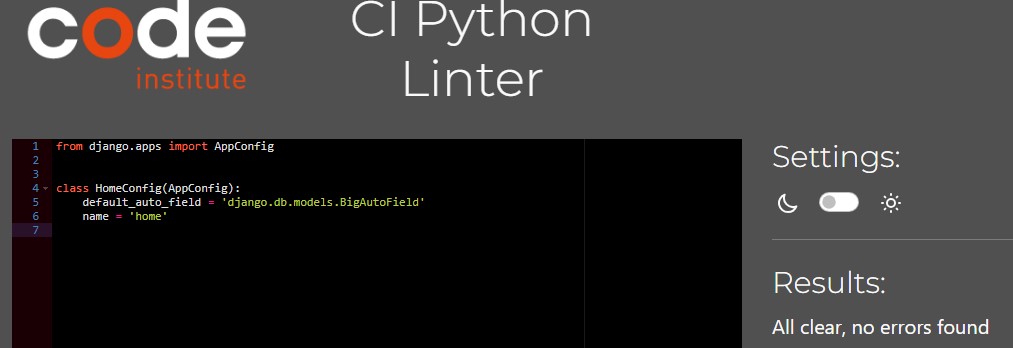 code
institute
CI Python
Linter
1 from django.apps import AppConfig
2
3
4 class HomeConfig(AppConfig):
5     default_auto_field = 'django.db.models.BigAutoField'
6     name = 'home'
7
Settings:
Results:
All clear, no errors found